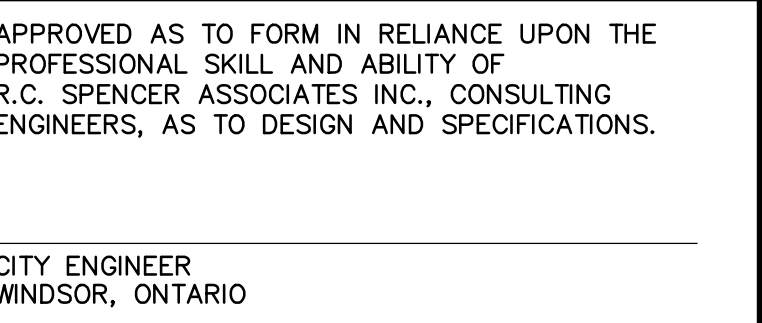 APPROVED AS TO FORM IN RELIANCE UPON THE
PROFESSIONAL SKILL AND ABILITY OF
R.C. SPENCER ASSOCIATES INC., CONSULTING
ENGINEERS, AS TO DESIGN AND SPECIFICATIONS.
CITY ENGINEER
WINDSOR, ONTARIO